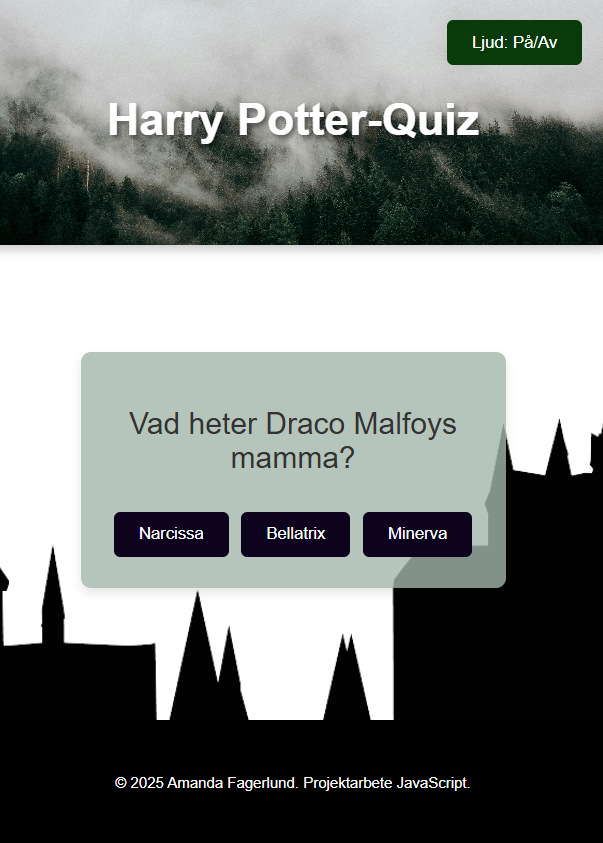 Ljud: På/Av
Harry Potter-Quiz
Vad heter Draco Malfoys
mamma?
Narcissa
Bellatrix
Minerva
© 2025 Amanda Fagerlund. Projektarbete JavaScript.